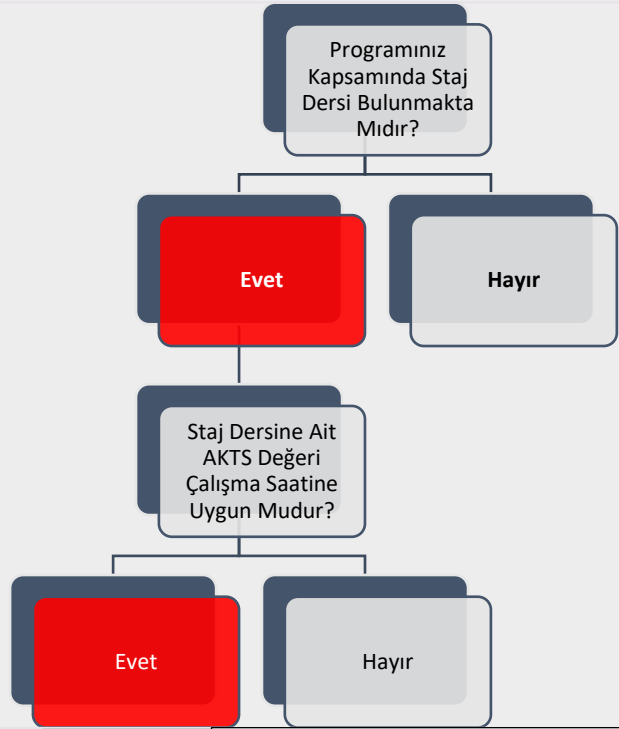 Programınız
Kapsamında Staj
Dersi Bulunmakta
Mıdır?
Evet
Hayır
Staj Dersine Ait
AKTS Değeri
Çalışma Saatine
Uygun Mudur?
Evet
Hayır